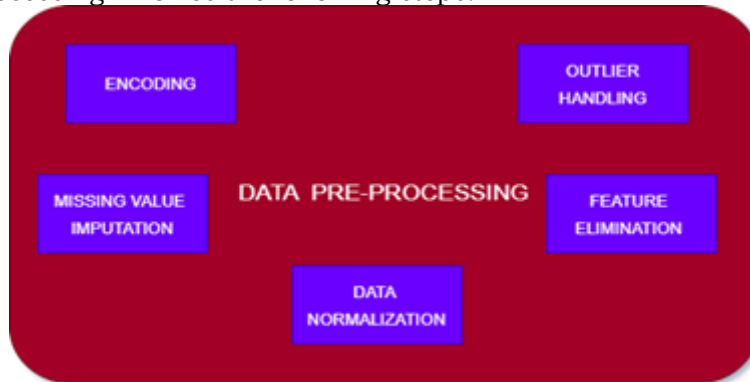 ENCODING
OUTLIER
HANDLING
MISSING VALUE
IMPUTATION
DATA PRE-PROCESSING
FEATURE
ELIMINATION
DATA
NORMALIZATION